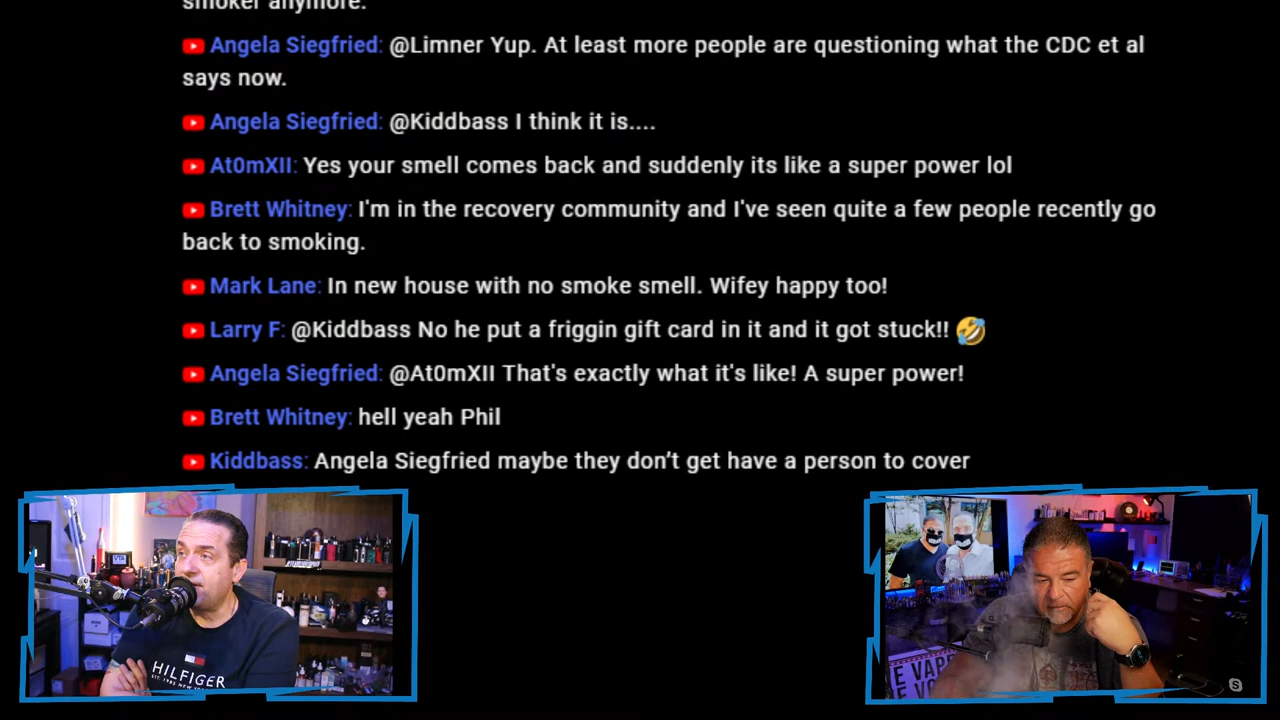 smoker anymore.
Angela Siegfried: @Limner Yup. At least more people are questioning what the CDC et al
says now.
Angela Siegfried: @Kiddbass I think it is....
At0mXII: Yes your smell comes back and suddenly its like a super power lol
Brett Whitney: I'm in the recovery community and I've seen quite a few people recently go
back to smoking.
Mark Lane: In new house with no smoke smell. Wifey happy too!
Larry F: @Kiddbass No he put a friggin gift card in it and it got stuck!! 🤣
Angela Siegfried: @At0mXII That's exactly what it's like! A super power!
Brett Whitney: hell yeah Phil
Kiddbass: Angela Siegfried maybe they don’t get have a person to cover
VTA
HILFIGER
E VAPE
E VO